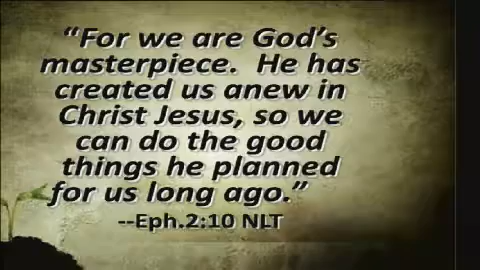 “For we are God’s
masterpiece.  He has
created us anew in
Christ Jesus, so we
can do the good
things he planned
for us long ago.”
--Eph.2:10 NLT